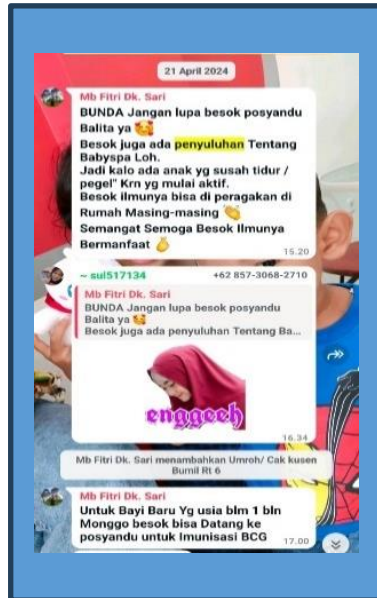 21 April 2024
Mb Fitri Dk. Sari
BUNDA Jangan lupa besok posyandu
Balita ya 🥰
Besok juga ada penyuluhan Tentang
Babyspa Loh.
Jadi kalo ada anak yg susah tidur /
pegel" Krn yg mulai aktif.
Besok ilmunya bisa di peragakan di
Rumah Masing-masing 👏
Semangat Semoga Besok Ilmunya
Bermanfaat
15.20
~ sul517134 +62 857-3068-2710
Mb Fitri Dk. Sari
BUNDA Jangan lupa besok posyandu
Balita ya 🥰
Besok juga ada penyuluhan Tentang Ba...
enggeeh
16.34
Mb Fitri Dk. Sari menambahkan Umroh/ Cak kusen
Bumil Rt 6
Mb Fitri Dk. Sari
Untuk Bayi Baru Yg usia blm 1 bln
Monggo besok bisa Datang ke
posyandu untuk Imunisasi BCG
17.00